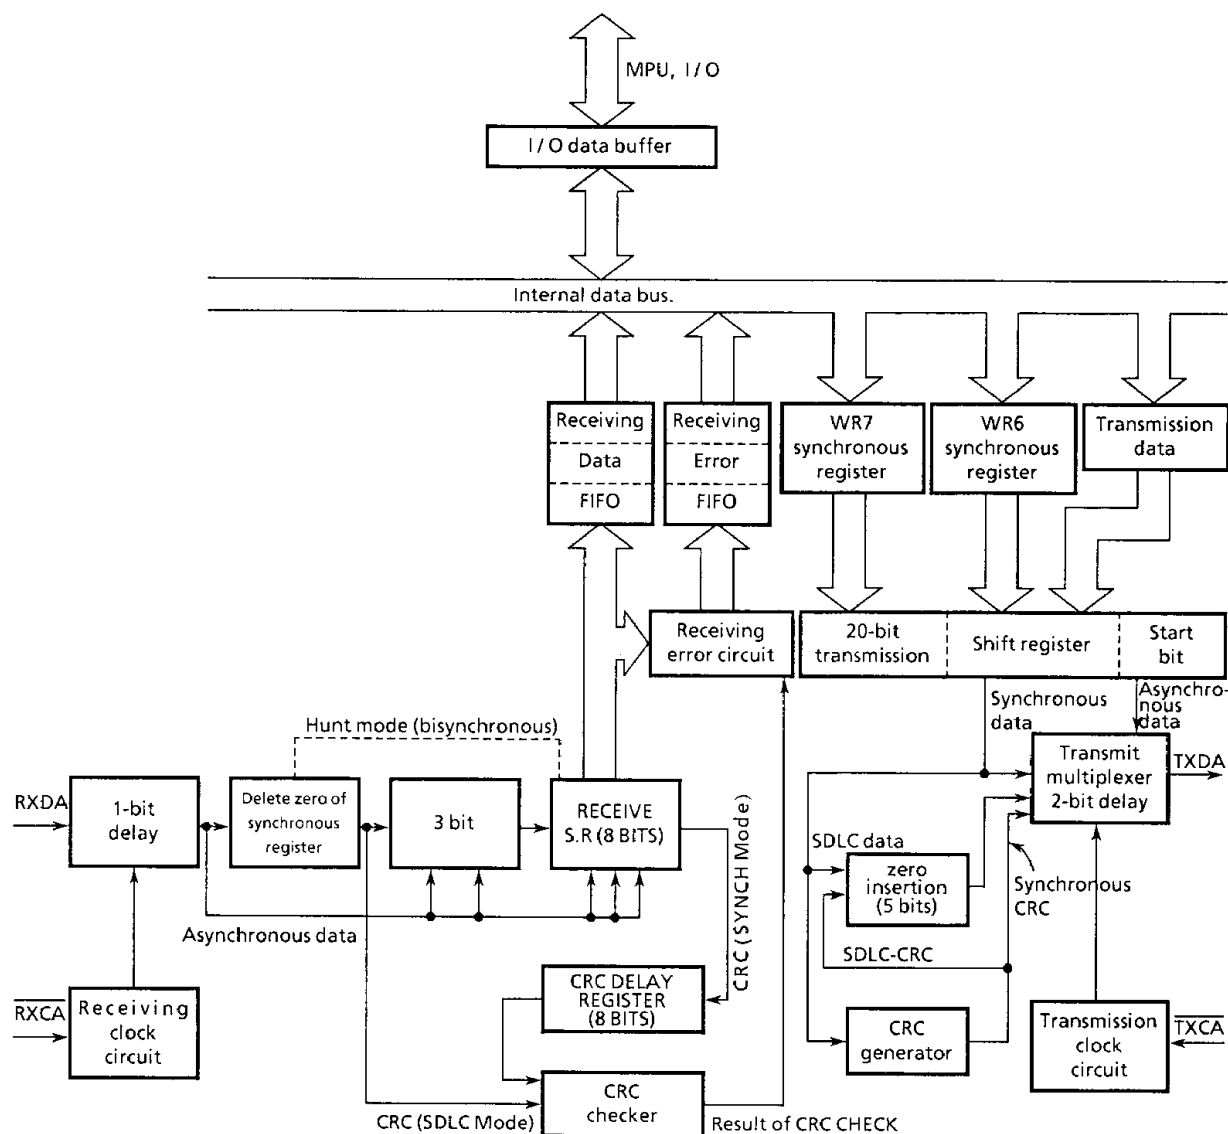 MPU, I/O
I/O data buffer
Internal data bus.
Receiving
Data
FIFO
Receiving
Error
FIFO
WR7
synchronous
register
WR6
synchronous
register
Transmission
data
Receiving
error circuit
20-bit
transmission
Shift register
Start
bit
Synchronous
data
Asynchro-
nous
data
Hunt mode (bisynchronous)
RXDA
1-bit
delay
Delete zero of
synchronous
register
3 bit
RECEIVE
S.R (8 BITS)
CRC (SYNCH Mode)
Transmit
multiplexer
2-bit delay
TXDA
SDLC data
zero
insertion
(5 bits)
Synchronous
CRC
Asynchronous data
SDLC-CRC
RXCA
Receiving
clock
circuit
CRC DELAY
REGISTER
(8 BITS)
CRC
generator
Transmission
clock
circuit
TXCA
CRC
checker
CRC (SDLC Mode)
Result of CRC CHECK